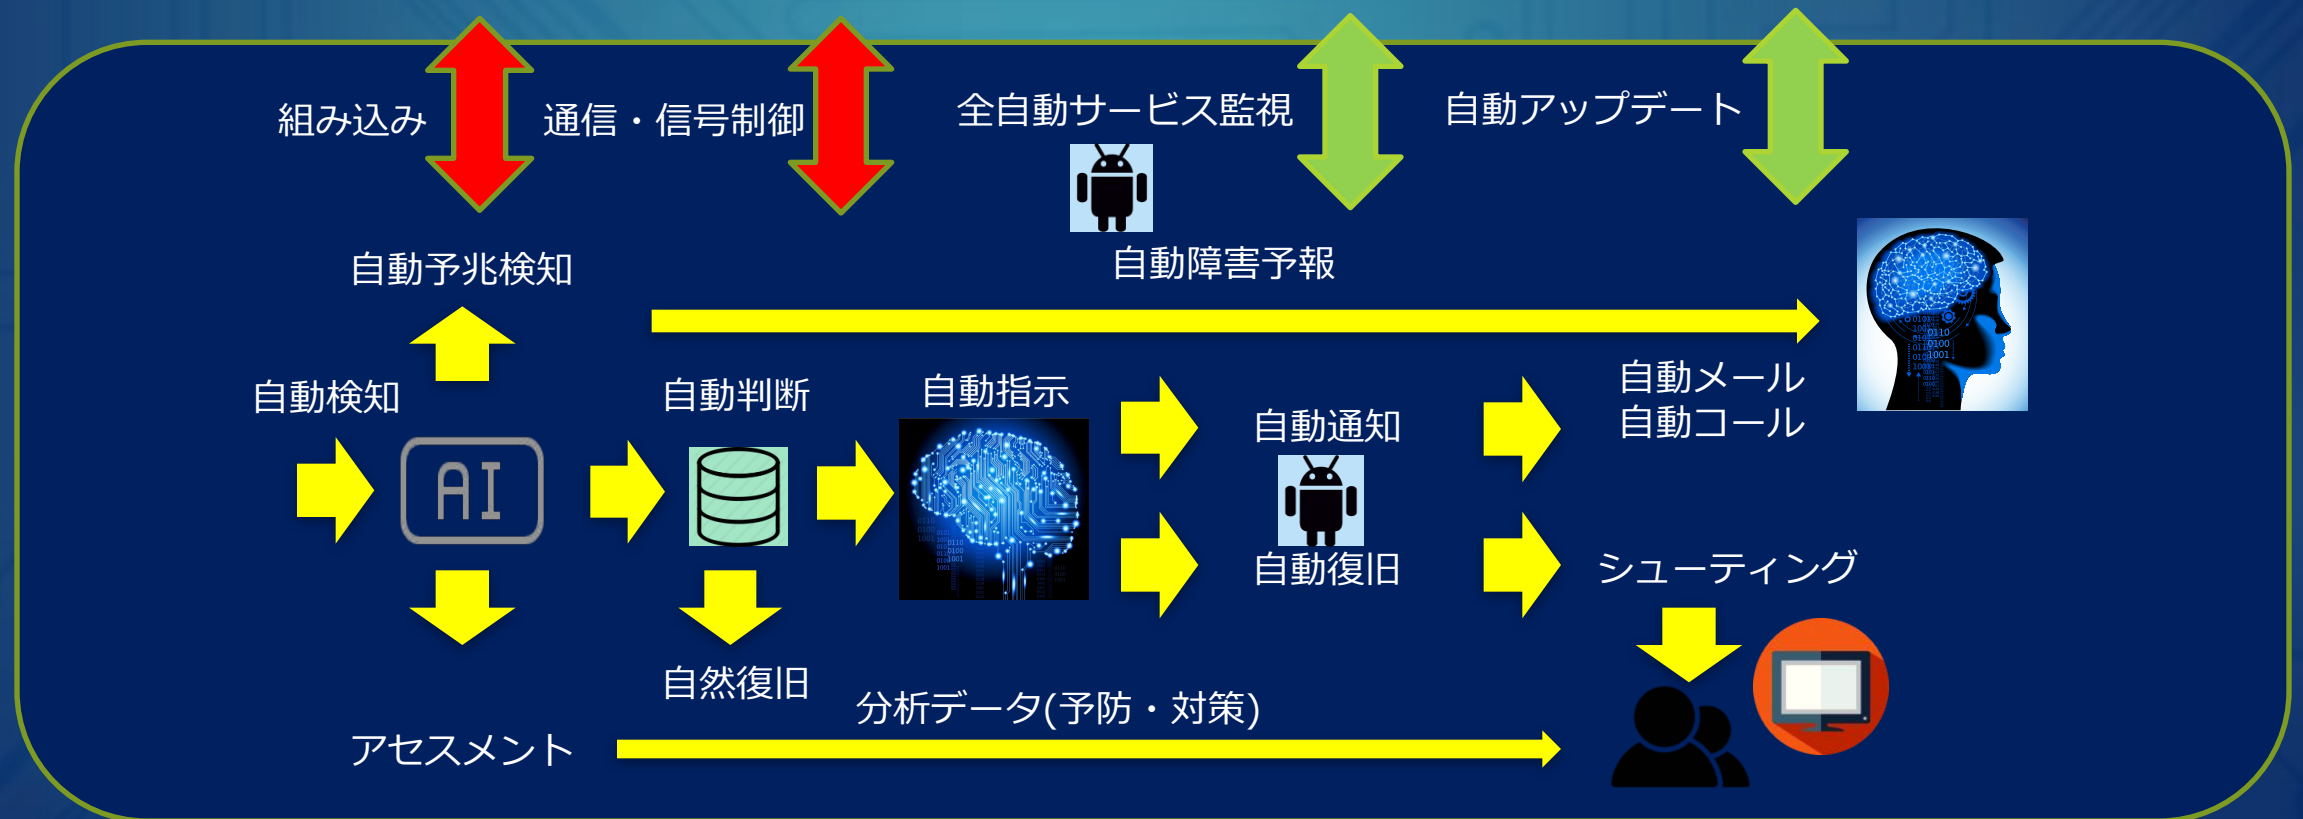 組み込み
通信・信号制御
全自動サービス監視
自動アップデート
自動予兆検知
自動障害予報
自動検知
自動判断
自動指示
自動通知
自動メール
自動コール
AI
自動復旧
シューティング
自然復旧
分析データ(予防・対策)
アセスメント